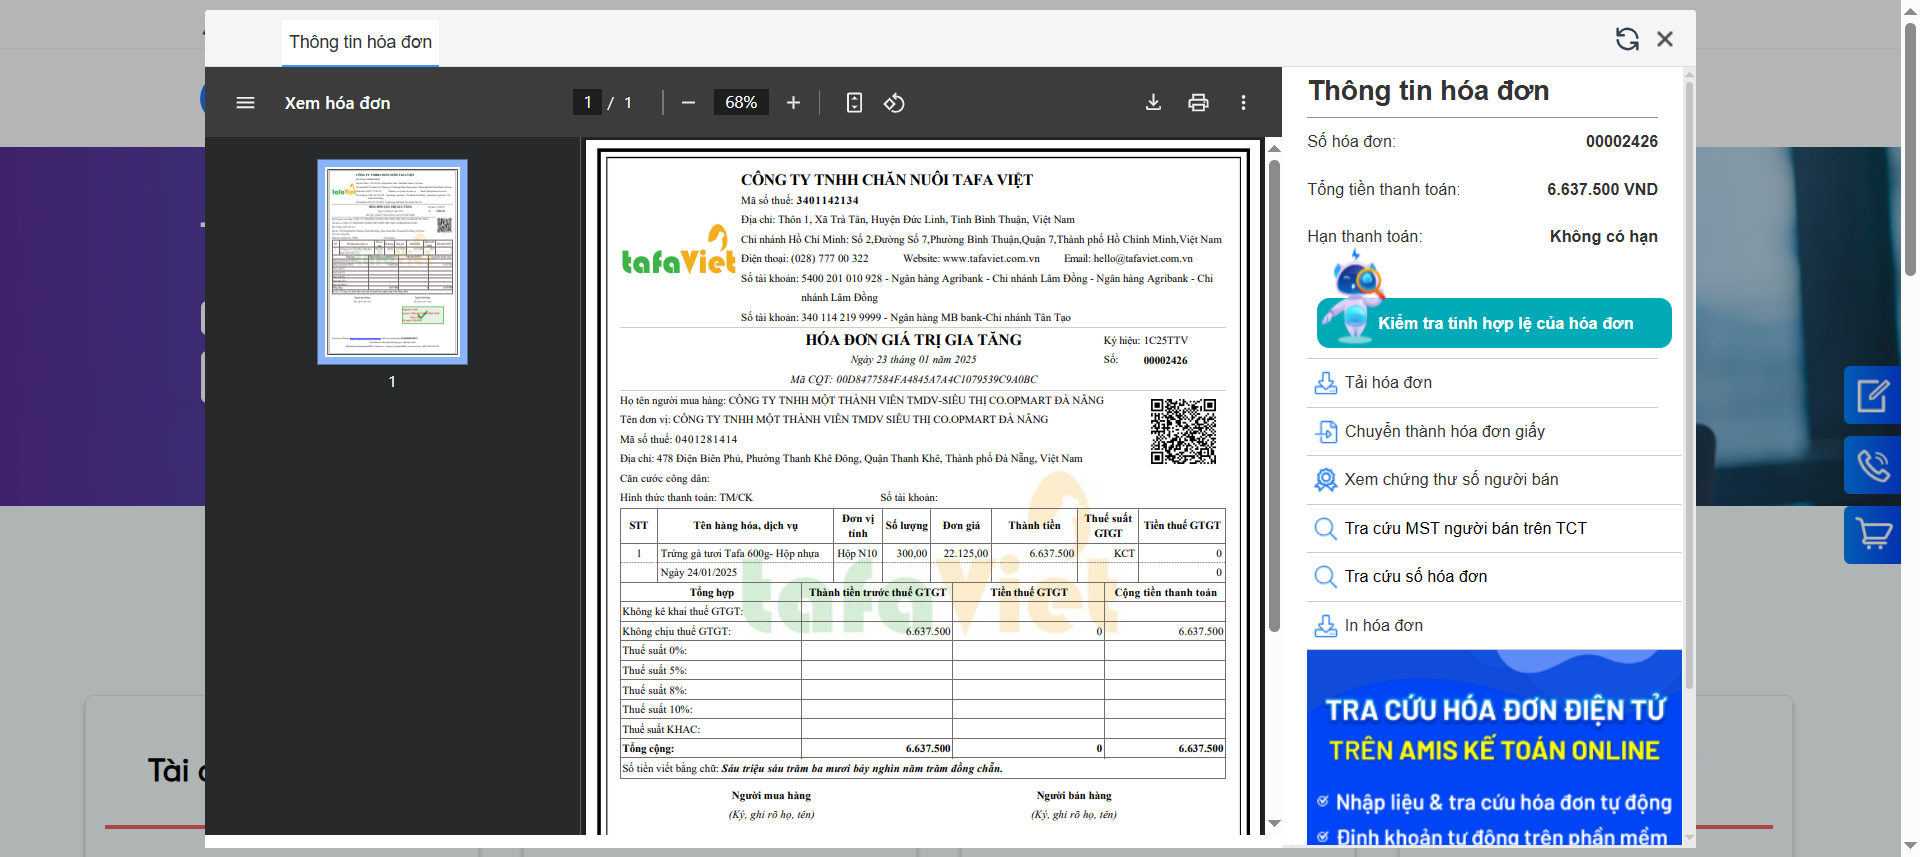 Thông tin hóa đơn
Xem hóa đơn
1 / 1
68%
1
tafaViet
CÔNG TY TNHH CHĂN NUÔI TAFA VIỆT
Mã số thuế: 3401142134
Địa chỉ: Thôn 1, Xã Trà Tân, Huyện Đức Linh, Tỉnh Bình Thuận, Việt Nam
Chi nhánh Hồ Chí Minh: Số 2,Đường Số 7,Phường Bình Thuận,Quận 7,Thành phố Hồ Chính Minh,Việt Nam
Điện thoại: (028) 777 00 322 Website: www.tafaviet.com.vn Email: hello@tafaviet.com.vn
Số tài khoản: 5400 201 010 928 - Ngân hàng Agribank - Chi nhánh Lâm Đồng - Ngân hàng Agribank - Chi
nhánh Lâm Đồng
Số tài khoản: 340 114 219 9999 - Ngân hàng MB bank-Chi nhánh Tân Tạo
HÓA ĐƠN GIÁ TRỊ GIA TĂNG
Ký hiệu: 1C25TTV
Ngày 23 tháng 01 năm 2025
Số: 00002426
Mã CQT: 00D8477584FA4845A7A4C1079539C9A0BC
Họ tên người mua hàng: CÔNG TY TNHH MỘT THÀNH VIÊN TMDV-SIÊU THỊ CO.OPMART ĐÀ NẴNG
Tên đơn vị: CÔNG TY TNHH MỘT THÀNH VIÊN TMDV SIÊU THỊ CO.OPMART ĐÀ NẴNG
Mã số thuế: 0401281414
Địa chỉ: 478 Điện Biên Phủ, Phường Thanh Khê Đông, Quận Thanh Khê, Thành phố Đà Nẵng, Việt Nam
Căn cước công dân:
Hình thức thanh toán: TM/CK Số tài khoản:
STT Tên hàng hóa, dịch vụ Đơn vị tính Số lượng Đơn giá Thành tiền Thuế suất GTGT Tiền thuế GTGT
1 Trứng gà tươi Tafa 600g- Hộp nhựa Hộp N10 300,00 22.125,00 6.637.500 KCT 0
Ngày 24/01/2025 0
tafaViet
Tổng hợp Thành tiền trước thuế GTGT Tiền thuế GTGT Cộng tiền thanh toán
Không kê khai thuế GTGT:
Không chịu thuế GTGT: 6.637.500 0 6.637.500
Thuế suất 0%:
Thuế suất 5%:
Thuế suất 8%:
Thuế suất 10%:
Thuế suất KHAC:
Tổng cộng: 6.637.500 0 6.637.500
Số tiền viết bằng chữ: Sáu triệu sáu trăm ba mươi bảy nghìn năm trăm đồng chẵn.
Người mua hàng Người bán hàng
(Ký, ghi rõ họ, tên) (Ký, ghi rõ họ, tên)
Thông tin hóa đơn
Số hóa đơn: 00002426
Tổng tiền thanh toán: 6.637.500 VND
Hạn thanh toán: Không có hạn
Kiểm tra tính hợp lệ của hóa đơn
Tải hóa đơn
Chuyển thành hóa đơn giấy
Xem chứng thư số người bán
Tra cứu MST người bán trên TCT
Tra cứu số hóa đơn
In hóa đơn
TRA CỨU HÓA ĐƠN ĐIỆN TỬ
TRÊN AMIS KẾ TOÁN ONLINE
Nhập liệu & tra cứu hóa đơn tự động
Định khoản tự động trên phần mềm
Tài